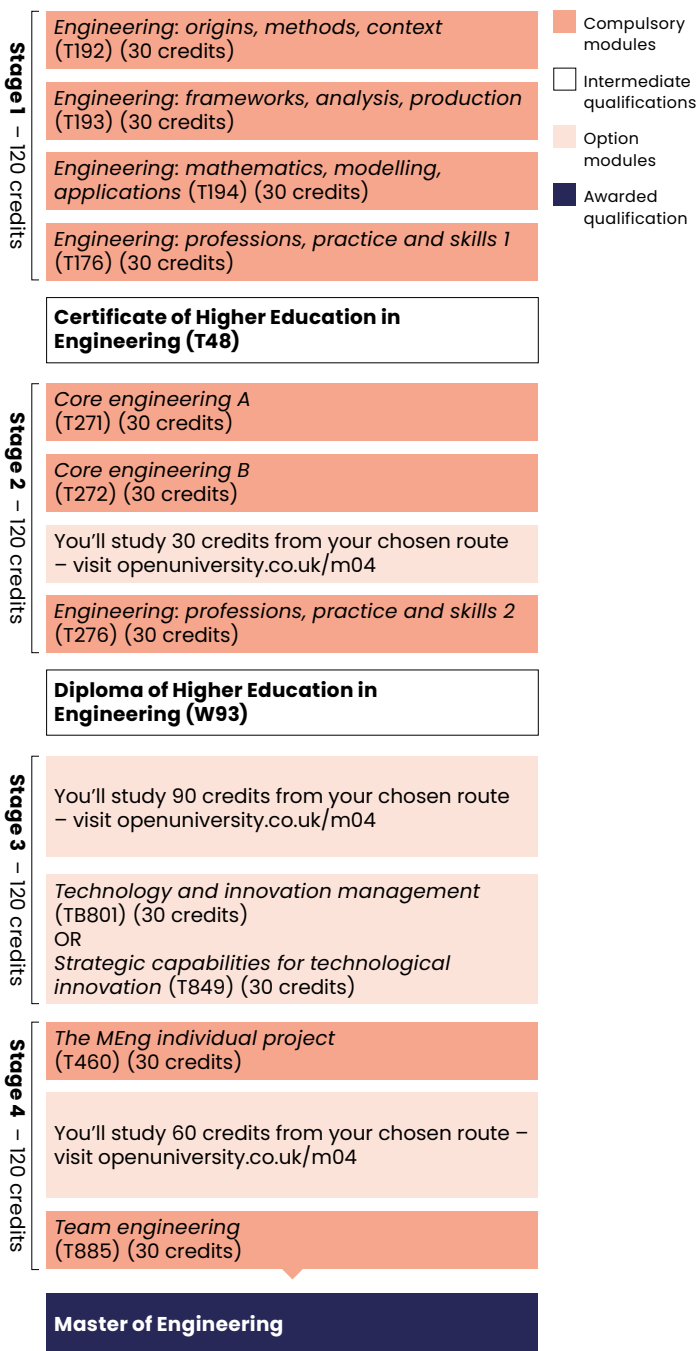 Stage 1 – 120 credits
Engineering: origins, methods, context
(T192) (30 credits)
Engineering: frameworks, analysis, production
(T193) (30 credits)
Engineering: mathematics, modelling,
applications (T194) (30 credits)
Engineering: professions, practice and skills 1
(T176) (30 credits)
Compulsory
modules
Intermediate
qualifications
Option
modules
Awarded
qualification
Certificate of Higher Education in
Engineering (T48)
Stage 2 – 120 credits
Core engineering A
(T271) (30 credits)
Core engineering B
(T272) (30 credits)
You'll study 30 credits from your chosen route
– visit openuniversity.co.uk/m04
Engineering: professions, practice and skills 2
(T276) (30 credits)
Diploma of Higher Education in
Engineering (W93)
Stage 3 – 120 credits
You'll study 90 credits from your chosen route
– visit openuniversity.co.uk/m04
Technology and innovation management
(TB801) (30 credits)
OR
Strategic capabilities for technological
innovation (T849) (30 credits)
Stage 4 – 120 credits
The MEng individual project
(T460) (30 credits)
You'll study 60 credits from your chosen route –
visit openuniversity.co.uk/m04
Team engineering
(T885) (30 credits)
Master of Engineering